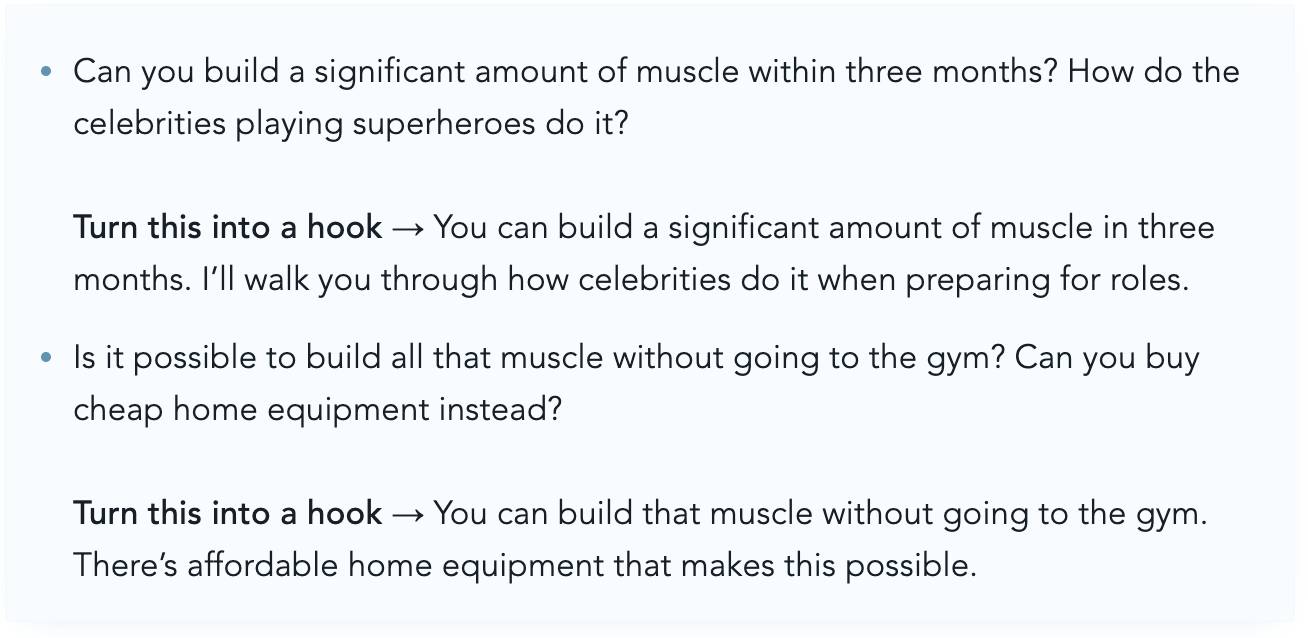 • Can you build a significant amount of muscle within three months? How do the
celebrities playing superheroes do it?
Turn this into a hook → You can build a significant amount of muscle in three
months. I’ll walk you through how celebrities do it when preparing for roles.
• Is it possible to build all that muscle without going to the gym? Can you buy
cheap home equipment instead?
Turn this into a hook → You can build that muscle without going to the gym.
There’s affordable home equipment that makes this possible.